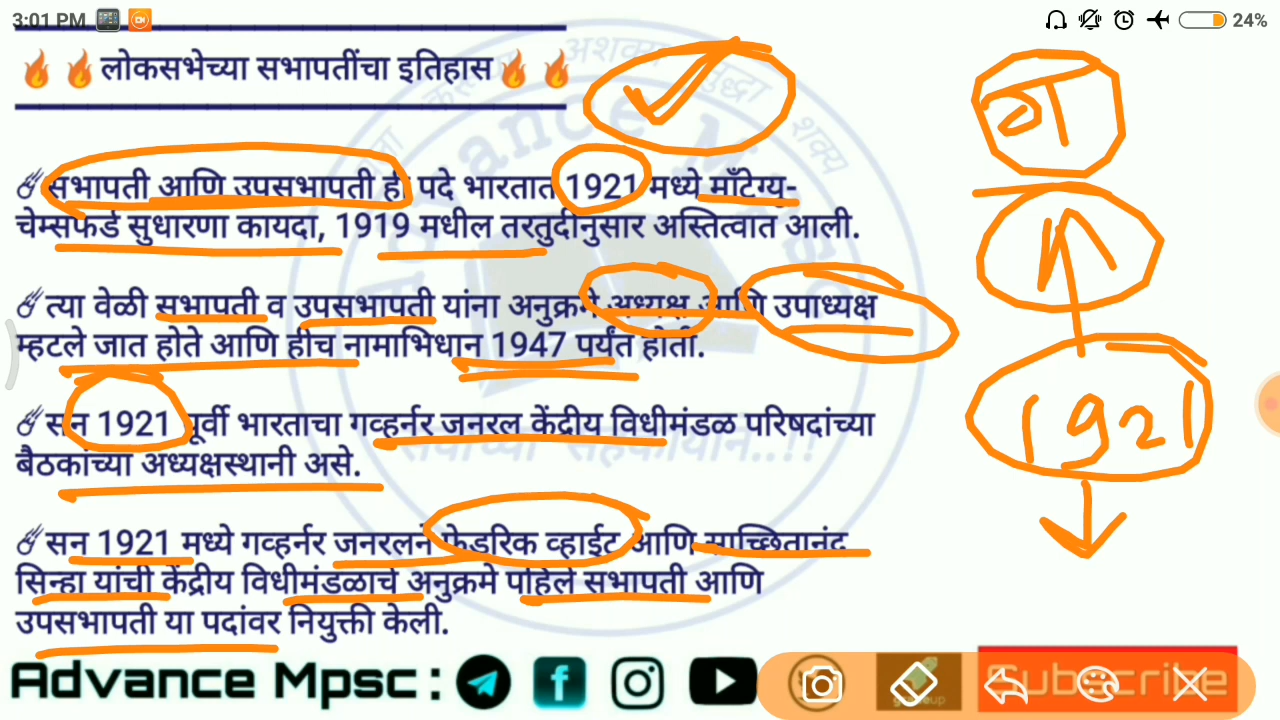 3:01 PM
24%
लोकसभेच्या सभापतींचा इतिहास
सभापती आणि उपसभापती ही पदे भारतात 1921 मध्ये माँटेग्यु-
चेम्सफर्ड सुधारणा कायदा, 1919 मधील तरतुदीनुसार अस्तित्वात आली.
त्या वेळी सभापती व उपसभापती यांना अनुक्रमे अध्यक्ष आणि उपाध्यक्ष
म्हटले जात होते आणि हीच नामाभिधान 1947 पर्यंत होती.
सन 1921 पूर्वी भारताचा गव्हर्नर जनरल केंद्रीय विधीमंडळ परिषदांच्या
बैठकांच्या अध्यक्षस्थानी असे.
सन 1921 मध्ये गव्हर्नर जनरलने फ्रेडरिक व्हाईट आणि साच्छितानंद
सिन्हा यांची केंद्रीय विधीमंडळाचे अनुक्रमे पहिले सभापती आणि
उपसभापती या पदांवर नियुक्ती केली.
1921
Advance Mpsc :
Subscribe